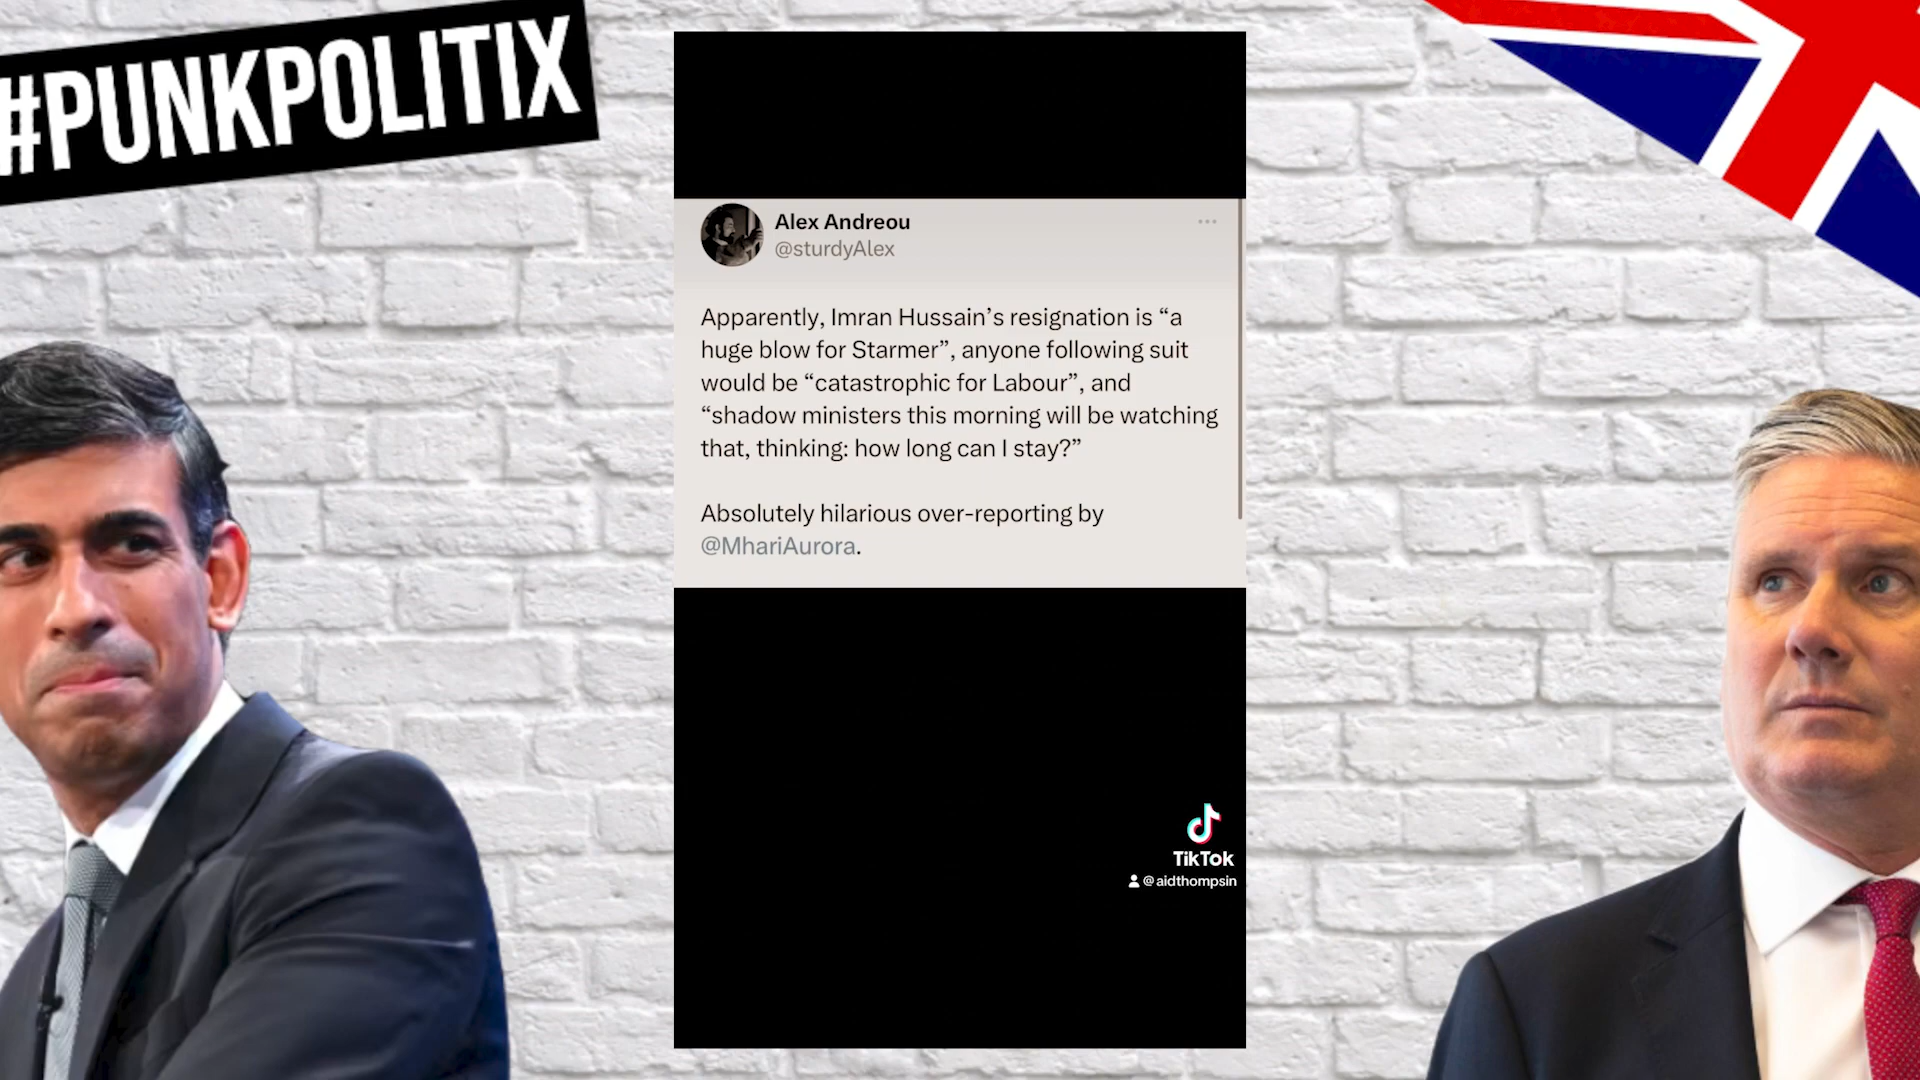 #PUNKPOLITIX
Alex Andreou
@sturdyAlex
Apparently, Imran Hussain’s resignation is “a
huge blow for Starmer”, anyone following suit
would be “catastrophic for Labour”, and
“shadow ministers this morning will be watching
that, thinking: how long can I stay?”
Absolutely hilarious over-reporting by
@MhariAurora.
TikTok
@aidthompsin